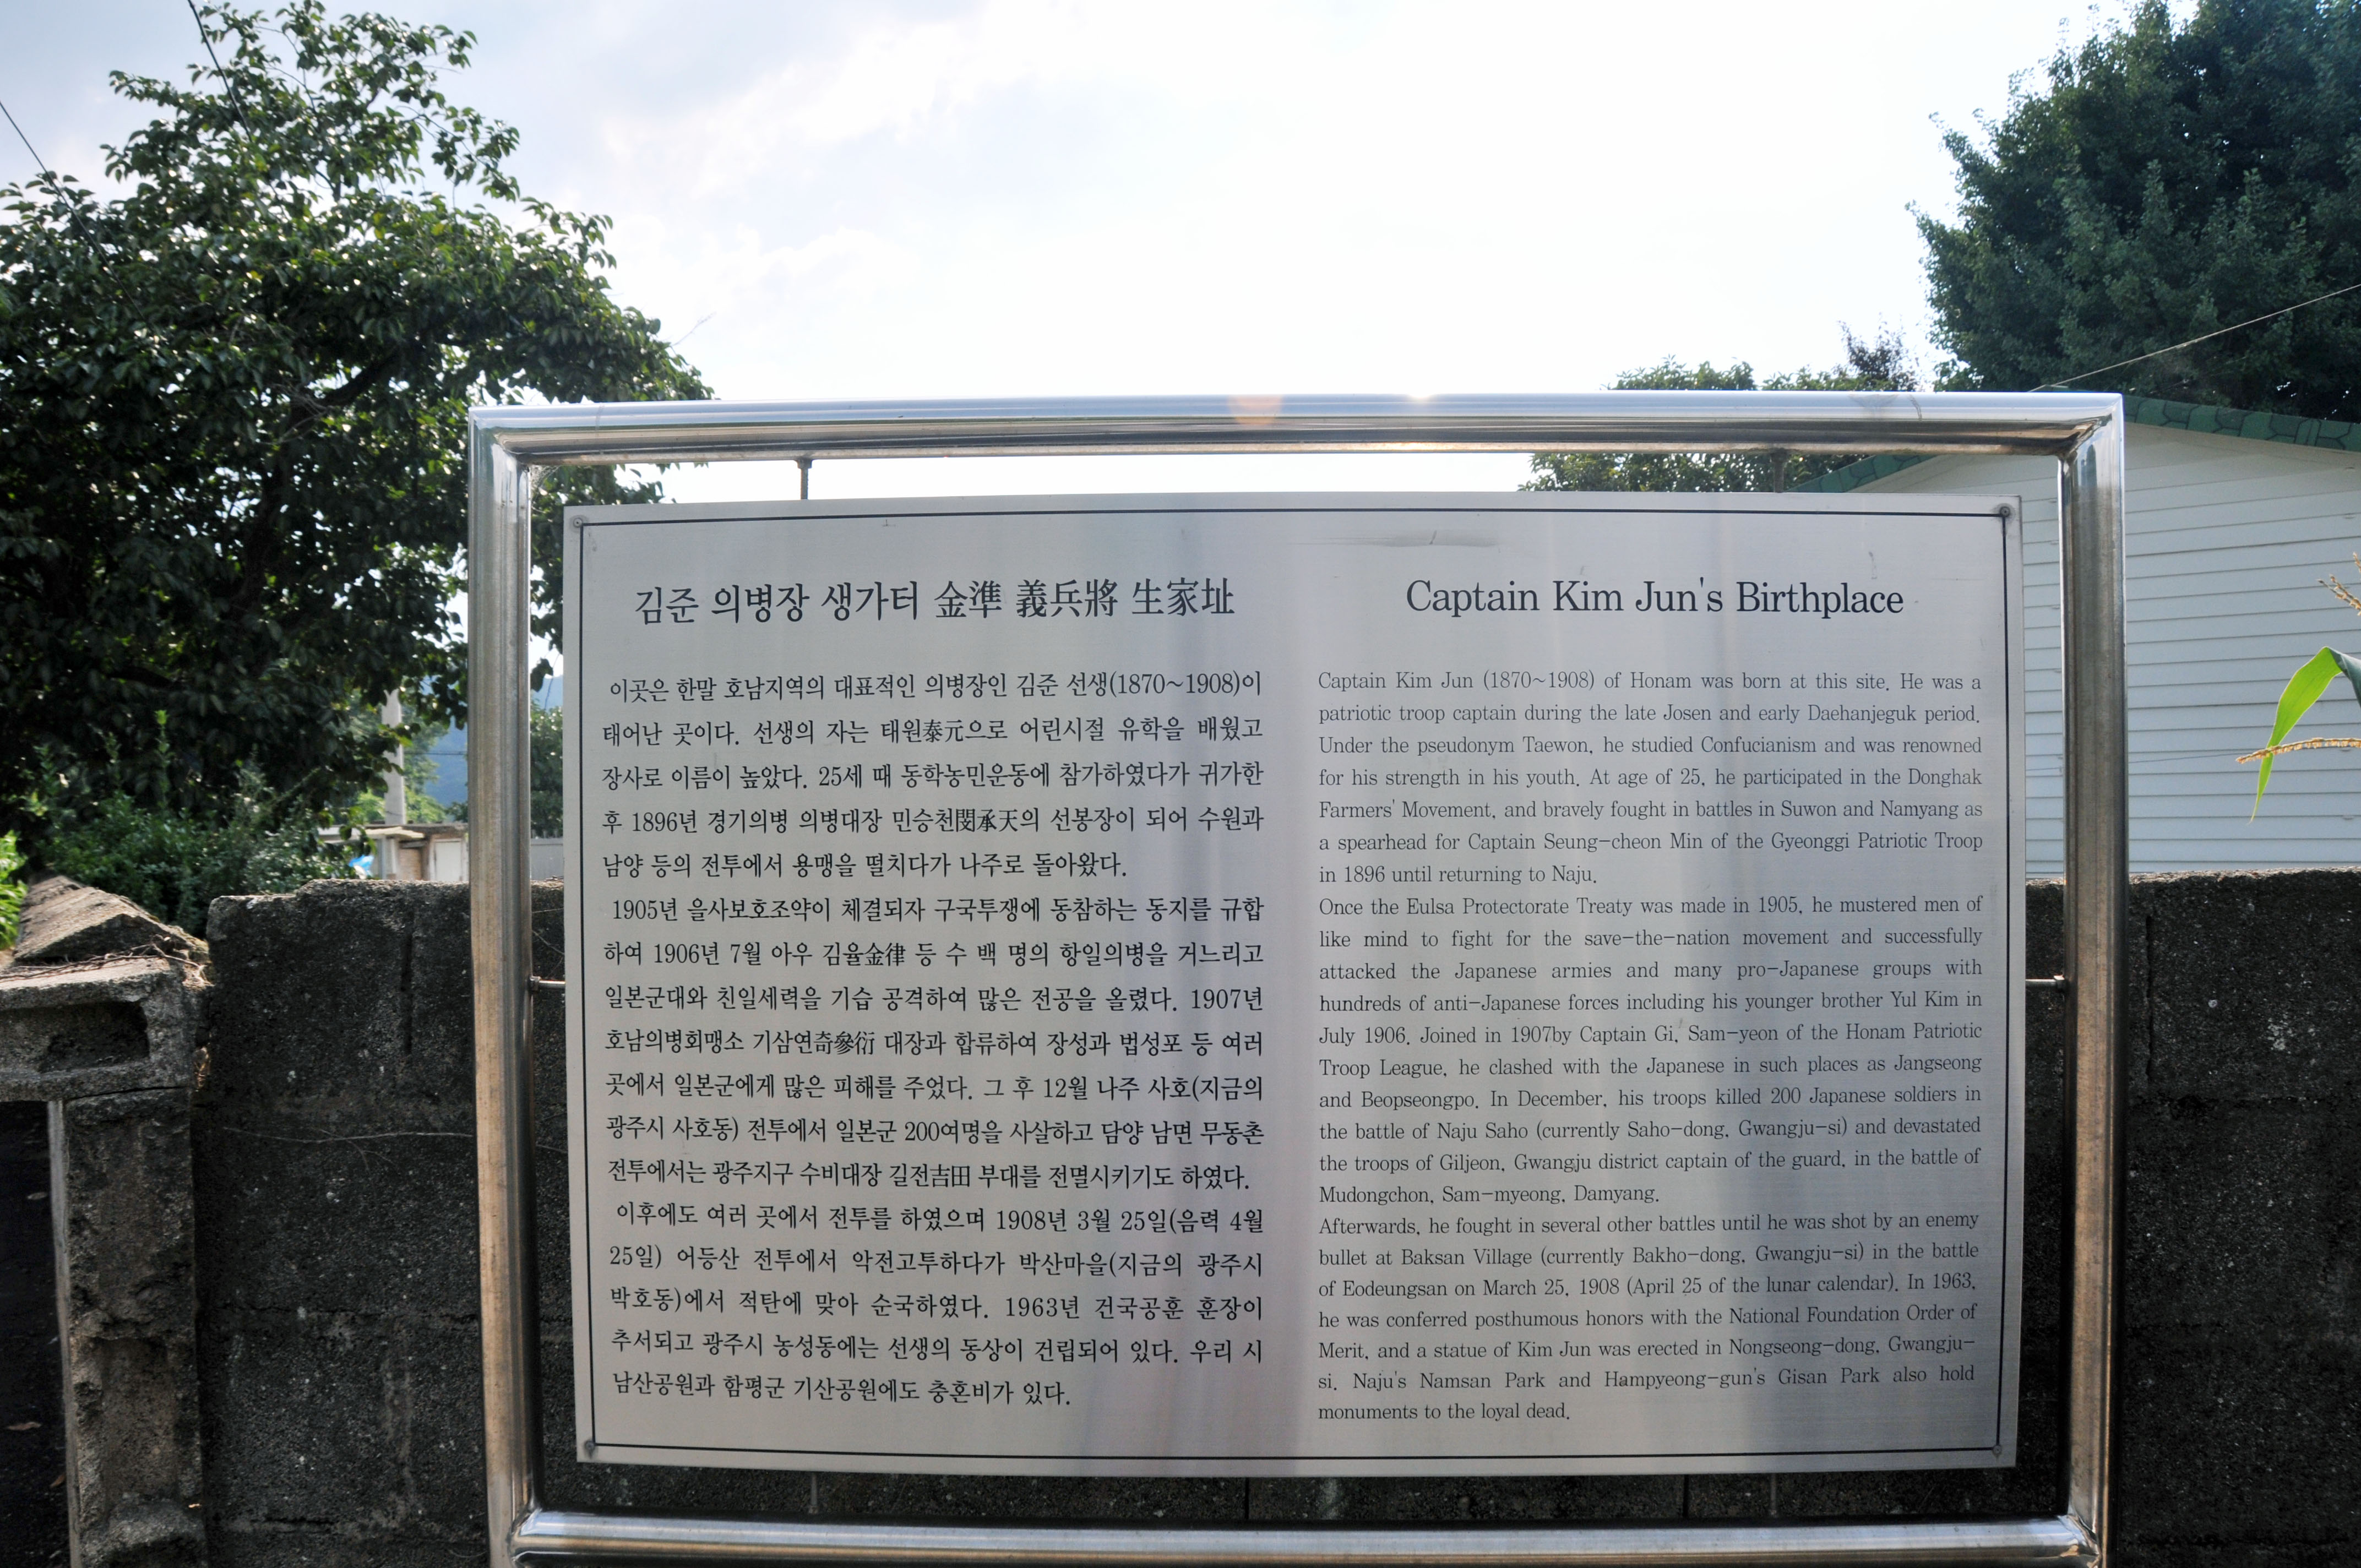 김준 의병장 생가터 金準 義兵將 生家址
이곳은 한말 호남지역의 대표적인 의병장인 김준 선생(1870~1908)이
태어난 곳이다. 선생의 자는 태원泰元으로 어린시절 유학을 배웠고
장사로 이름이 높았다. 25세 때 동학농민운동에 참가하였다가 귀가한
후 1896년 경기의병 의병대장 민승천閔承天의 선봉장이 되어 수원과
남양 등의 전투에서 용맹을 떨치다가 나주로 돌아왔다.
1905년 을사보호조약이 체결되자 구국투쟁에 동참하는 동지를 규합
하여 1906년 7월 아우 김율金律 등 수 백 명의 항일의병을 거느리고
일본군대와 친일세력을 기습 공격하여 많은 전공을 올렸다. 1907년
호남의병회맹소 기삼연奇參衍 대장과 합류하여 장성과 법성포 등 여러
곳에서 일본군에게 많은 피해를 주었다. 그 후 12월 나주 사호(지금의
광주시 사호동) 전투에서 일본군 200여명을 사살하고 담양 남면 무동촌
전투에서는 광주지구 수비대장 길전吉田 부대를 전멸시키기도 하였다.
이후에도 여러 곳에서 전투를 하였으며 1908년 3월 25일(음력 4월
25일) 어등산 전투에서 악전고투하다가 박산마을(지금의 광주시
박호동)에서 적탄에 맞아 순국하였다. 1963년 건국공훈 훈장이
추서되고 광주시 농성동에는 선생의 동상이 건립되어 있다. 우리 시
남산공원과 함평군 기산공원에도 충혼비가 있다.
Captain Kim Jun's Birthplace
Captain Kim Jun (1870~1908) of Honam was born at this site. He was a
patriotic troop captain during the late Josen and early Daehanjeguk period.
Under the pseudonym Taewon, he studied Confucianism and was renowned
for his strength in his youth. At age of 25, he participated in the Donghak
Farmers' Movement, and bravely fought in battles in Suwon and Namyang as
a spearhead for Captain Seung-cheon Min of the Gyeonggi Patriotic Troop
in 1896 until returning to Naju.
Once the Eulsa Protectorate Treaty was made in 1905, he mustered men of
like mind to fight for the save-the-nation movement and successfully
attacked the Japanese armies and many pro-Japanese groups with
hundreds of anti-Japanese forces including his younger brother Yul Kim in
July 1906. Joined in 1907by Captain Gi, Sam-yeon of the Honam Patriotic
Troop League, he clashed with the Japanese in such places as Jangseong
and Beopseongpo. In December, his troops killed 200 Japanese soldiers in
the battle of Naju Saho (currently Saho-dong, Gwangju-si) and devastated
the troops of Giljeon, Gwangju district captain of the guard, in the battle of
Mudongchon, Sam-myeong, Damyang.
Afterwards, he fought in several other battles until he was shot by an enemy
bullet at Baksan Village (currently Bakho-dong, Gwangju-si) in the battle
of Eodeungsan on March 25, 1908 (April 25 of the lunar calendar). In 1963,
he was conferred posthumous honors with the National Foundation Order of
Merit, and a statue of Kim Jun was erected in Nongseong-dong, Gwangju-
si. Naju's Namsan Park and Hampyeong-gun's Gisan Park also hold
monuments to the loyal dead.